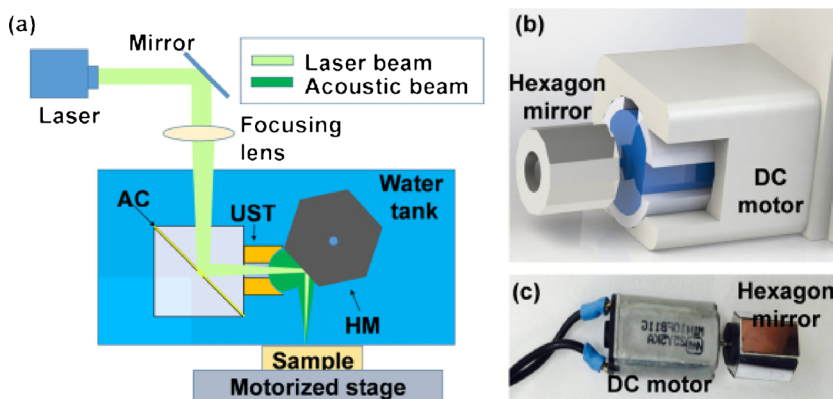 (a)
Mirror
Laser beam
Acoustic beam
Laser
Focusing
lens
AC
UST
Water
tank
HM
Sample
Motorized stage
(b)
Hexagon
mirror
DC
motor
(c)
Hexagon
mirror
DC motor